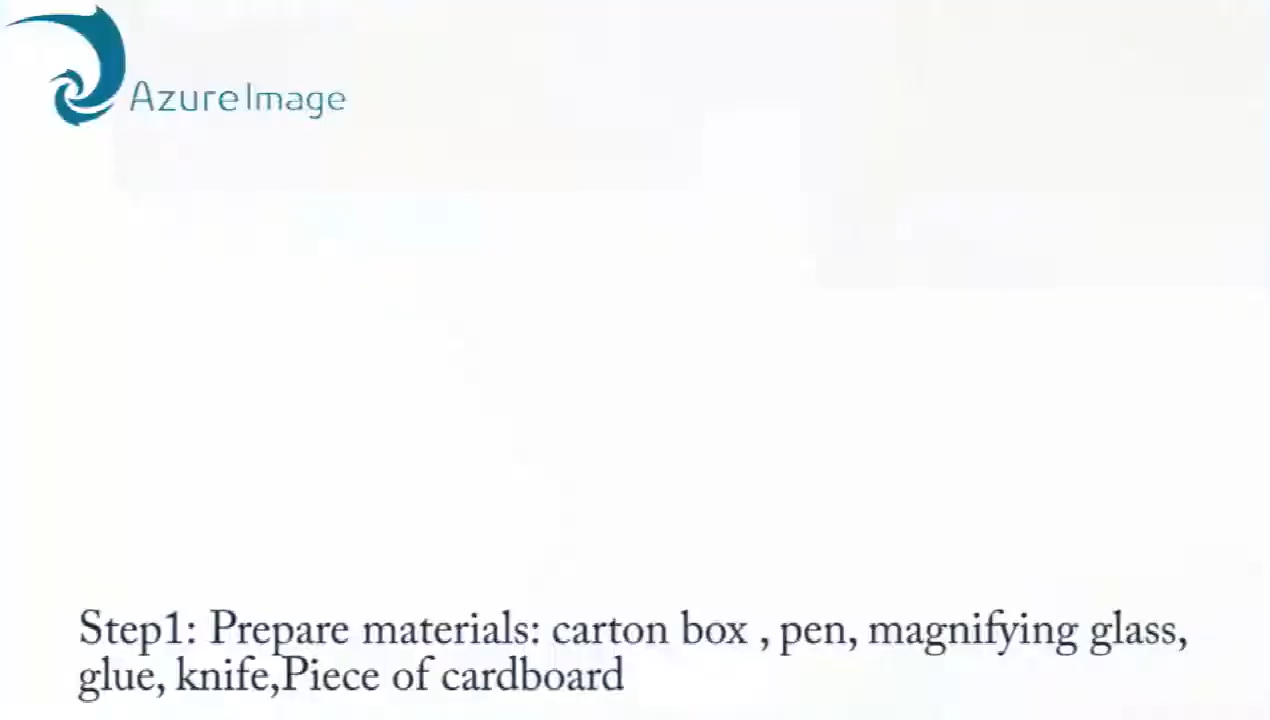 Azure Image
Step1: Prepare materials: carton box , pen, magnifying glass,
glue, knife,Piece of cardboard